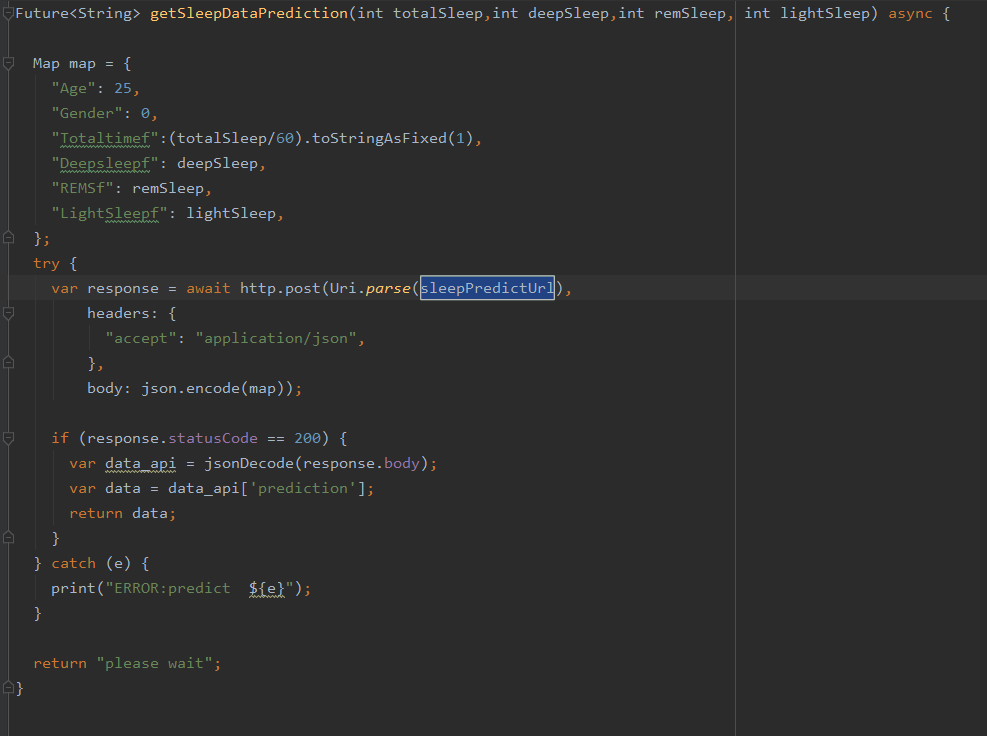 Future<String> getSleepDataPrediction(int totalSleep,int deepSleep,int remSleep, int lightSleep) async {
Map map = {
"Age": 25,
"Gender": 0,
"Totaltimef":(totalSleep/60).toStringAsFixed(1),
"Deepsleepf": deepSleep,
"REMSf": remSleep,
"LightSleepf": lightSleep,
};
try {
var response = await http.post(Uri.parse(sleepPredictUrl),
headers: {
"accept": "application/json",
},
body: json.encode(map));
if (response.statusCode == 200) {
var data_api = jsonDecode(response.body);
var data = data_api['prediction'];
return data;
}
} catch (e) {
print("ERROR:predict  ${e}");
}
return "please wait";
}